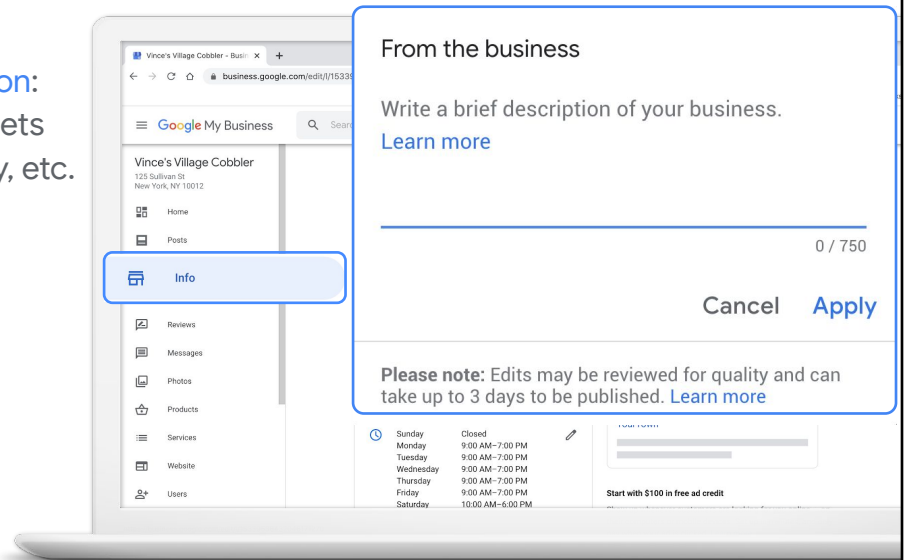 on:
ets
y, etc.
Vince's Village Cobbler - Busin
business.google.com/edit/l/15339
Google My Business
Sear
Vince's Village Cobbler
125 Sullivan St
New York, NY 10012
Home
Posts
Info
Reviews
Messages
Photos
Products
Services
Website
Users
From the business
Write a brief description of your business.
Learn more
0 / 750
Cancel Apply
Please note: Edits may be reviewed for quality and can
take up to 3 days to be published. Learn more
Sunday Closed
Monday 9:00 AM–7:00 PM
Tuesday 9:00 AM–7:00 PM
Wednesday 9:00 AM–7:00 PM
Thursday 9:00 AM–7:00 PM
Friday 9:00 AM–7:00 PM
Saturday 10:00 AM–6:00 PM
Start with $100 in free ad credit